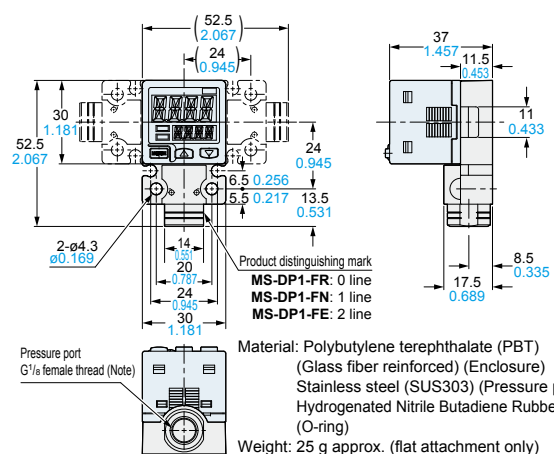 52.5
2.067
24
0.945
37
1.457
11.5
0.453
52.5
2.067
30
1.181
11
0.433
24
0.945
6.5 0.256
5.5 0.217
13.5
0.531
2-ø4.3
ø0.169
14
0.551
20
0.787
24
0.945
30
1.181
8.5
0.335
17.5
0.689
Product distinguishing mark
MS-DP1-FR: 0 line
MS-DP1-FN: 1 line
MS-DP1-FE: 2 line
Pressure port
G1/8 female thread (Note)
Material: Polybutylene terephthalate (PBT)
(Glass fiber reinforced) (Enclosure)
Stainless steel (SUS303) (Pressure
Hydrogenated Nitrile Butadiene
(O-ring)
Weight: 25 g approx. (flat attachment only)